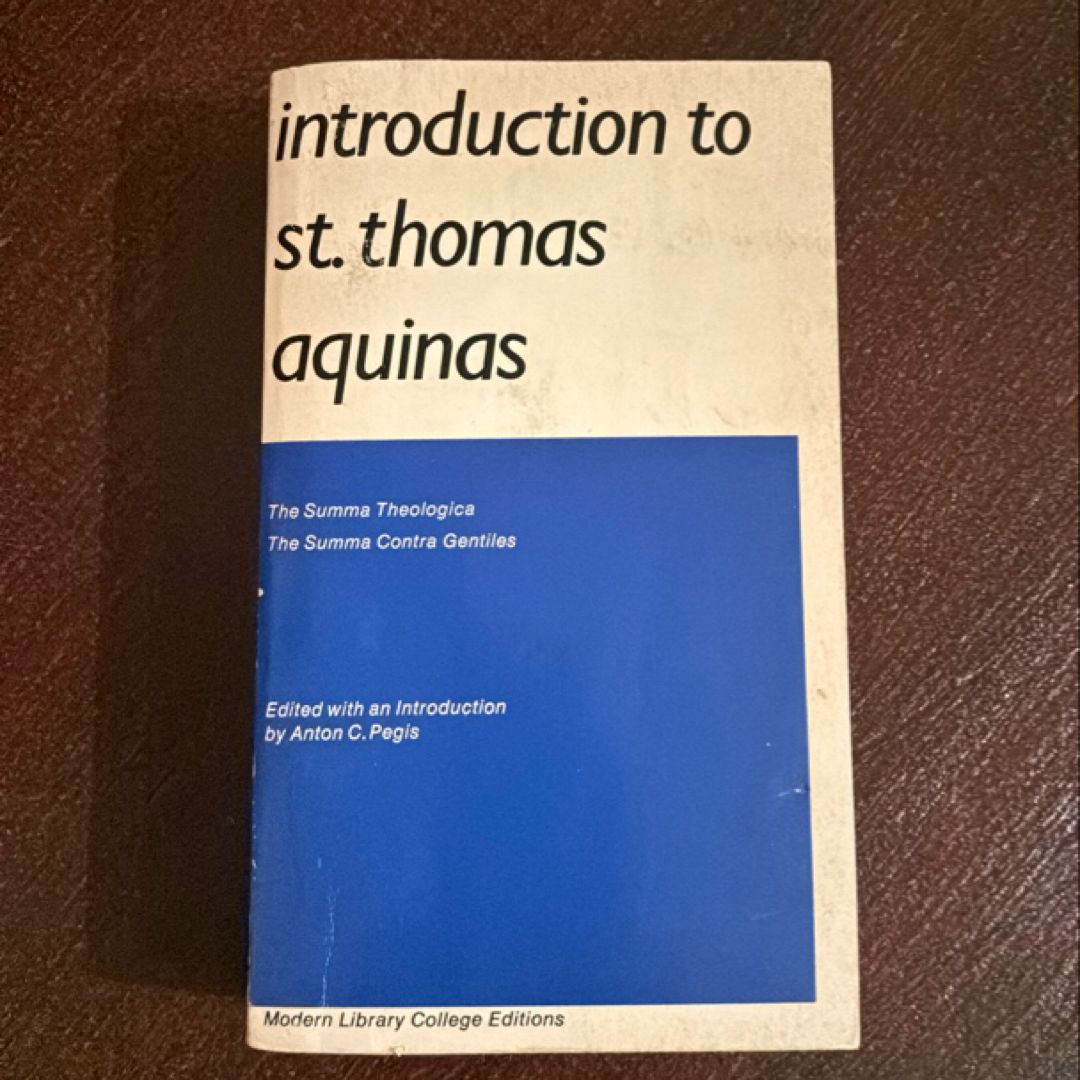 introduction to
st. thomas
aquinas
The Summa Theologica
The Summa Contra Gentiles
Edited with an Introduction
by Anton C. Pegis
Modern Library College Editions